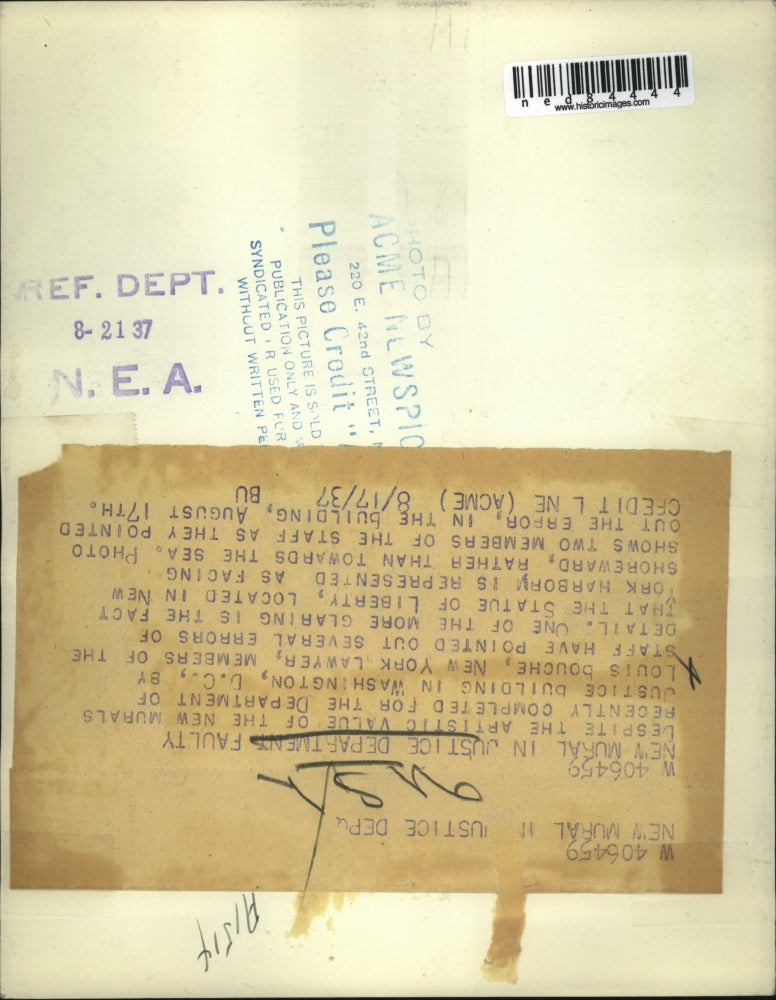 ned84444
www.historicimages.com
REF. DEPT.
8-21 37
N. E. A.
PHOTO BY
ACME NEWSPIC
220 E. 42nd STREET, N
Please Credit "A
THIS PICTURE IS SOLD
PUBLICATION ONLY AND
SYNDICATED OR USED FOR
WITHOUT WRITTEN PE
W 406459
NEW MURAL IN JUSTICE DEP
W 406459
NEW MURAL IN JUSTICE DEPARTMENT FAULTY
DESPITE THE ARTISTIC VALUE OF THE NEW MURALS
RECENTLY COMPLETED FOR THE DEPARTMENT OF
JUSTICE BUILDING IN WASHINGTON, D.C., BY
LOUIS BOUCHE, NEW YORK LAWYER, MEMBERS OF THE
STAFF HAVE POINTED OUT SEVERAL ERRORS OF
DETAIL. ONE OF THE MORE GLARING IS THE FACT
THAT THE STATUE OF LIBERTY, LOCATED IN NEW
YORK HARBOR, IS REPRESENTED AS FACING
SHOREWARD, RATHER THAN TOWARDS THE SEA. PHOTO
SHOWS TWO MEMBERS OF THE STAFF AS THEY POINTED
OUT THE ERROR, IN THE BUILDING, AUGUST 17TH.
CREDIT L NE (ACME) 8/17/37 BU